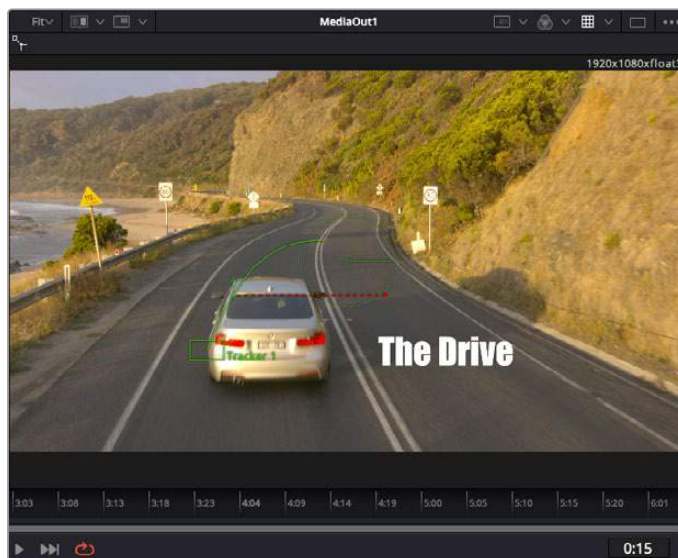 Fit MediaOut1
1920x1080xfloat3
Tracker 1
The Drive
3:03 3:08 3:13 3:18 3:23 4:04 4:09 4:14 4:19 5:00 5:05 5:10 5:15 5:20 6:01
0:15